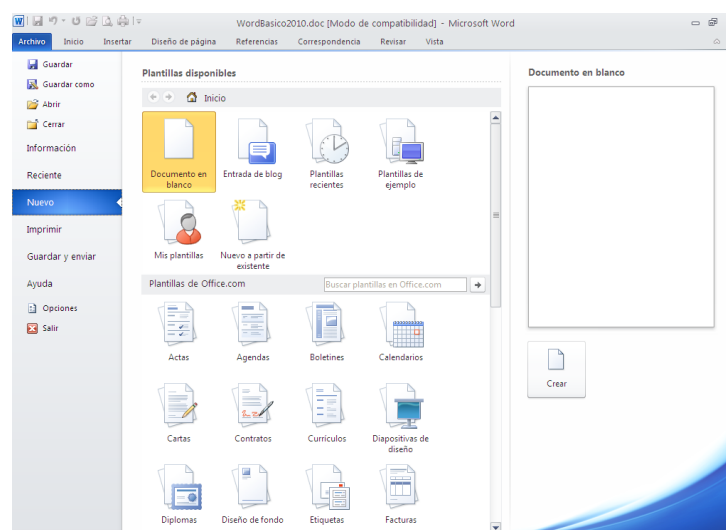 WordBasico2010.doc [Modo de compatibilidad] - Microsoft Word
Archivo Inicio Insertar Diseño de página Referencias Correspondencia Revisar Vista
Guardar
Guardar como
Abrir
Cerrar
Información
Reciente
Nuevo
Imprimir
Guardar y enviar
Ayuda
Opciones
Salir
Plantillas disponibles
Inicio
Documento en blanco
Entrada de blog
Plantillas recientes
Plantillas de ejemplo
Mis plantillas
Nuevo a partir de existente
Plantillas de Office.com
Buscar plantillas en Office.com
Actas
Agendas
Boletines
Calendarios
Cartas
Contratos
Currículos
Diapositivas de diseño
Diplomas
Diseño de fondo
Etiquetas
Facturas
Documento en blanco
Crear